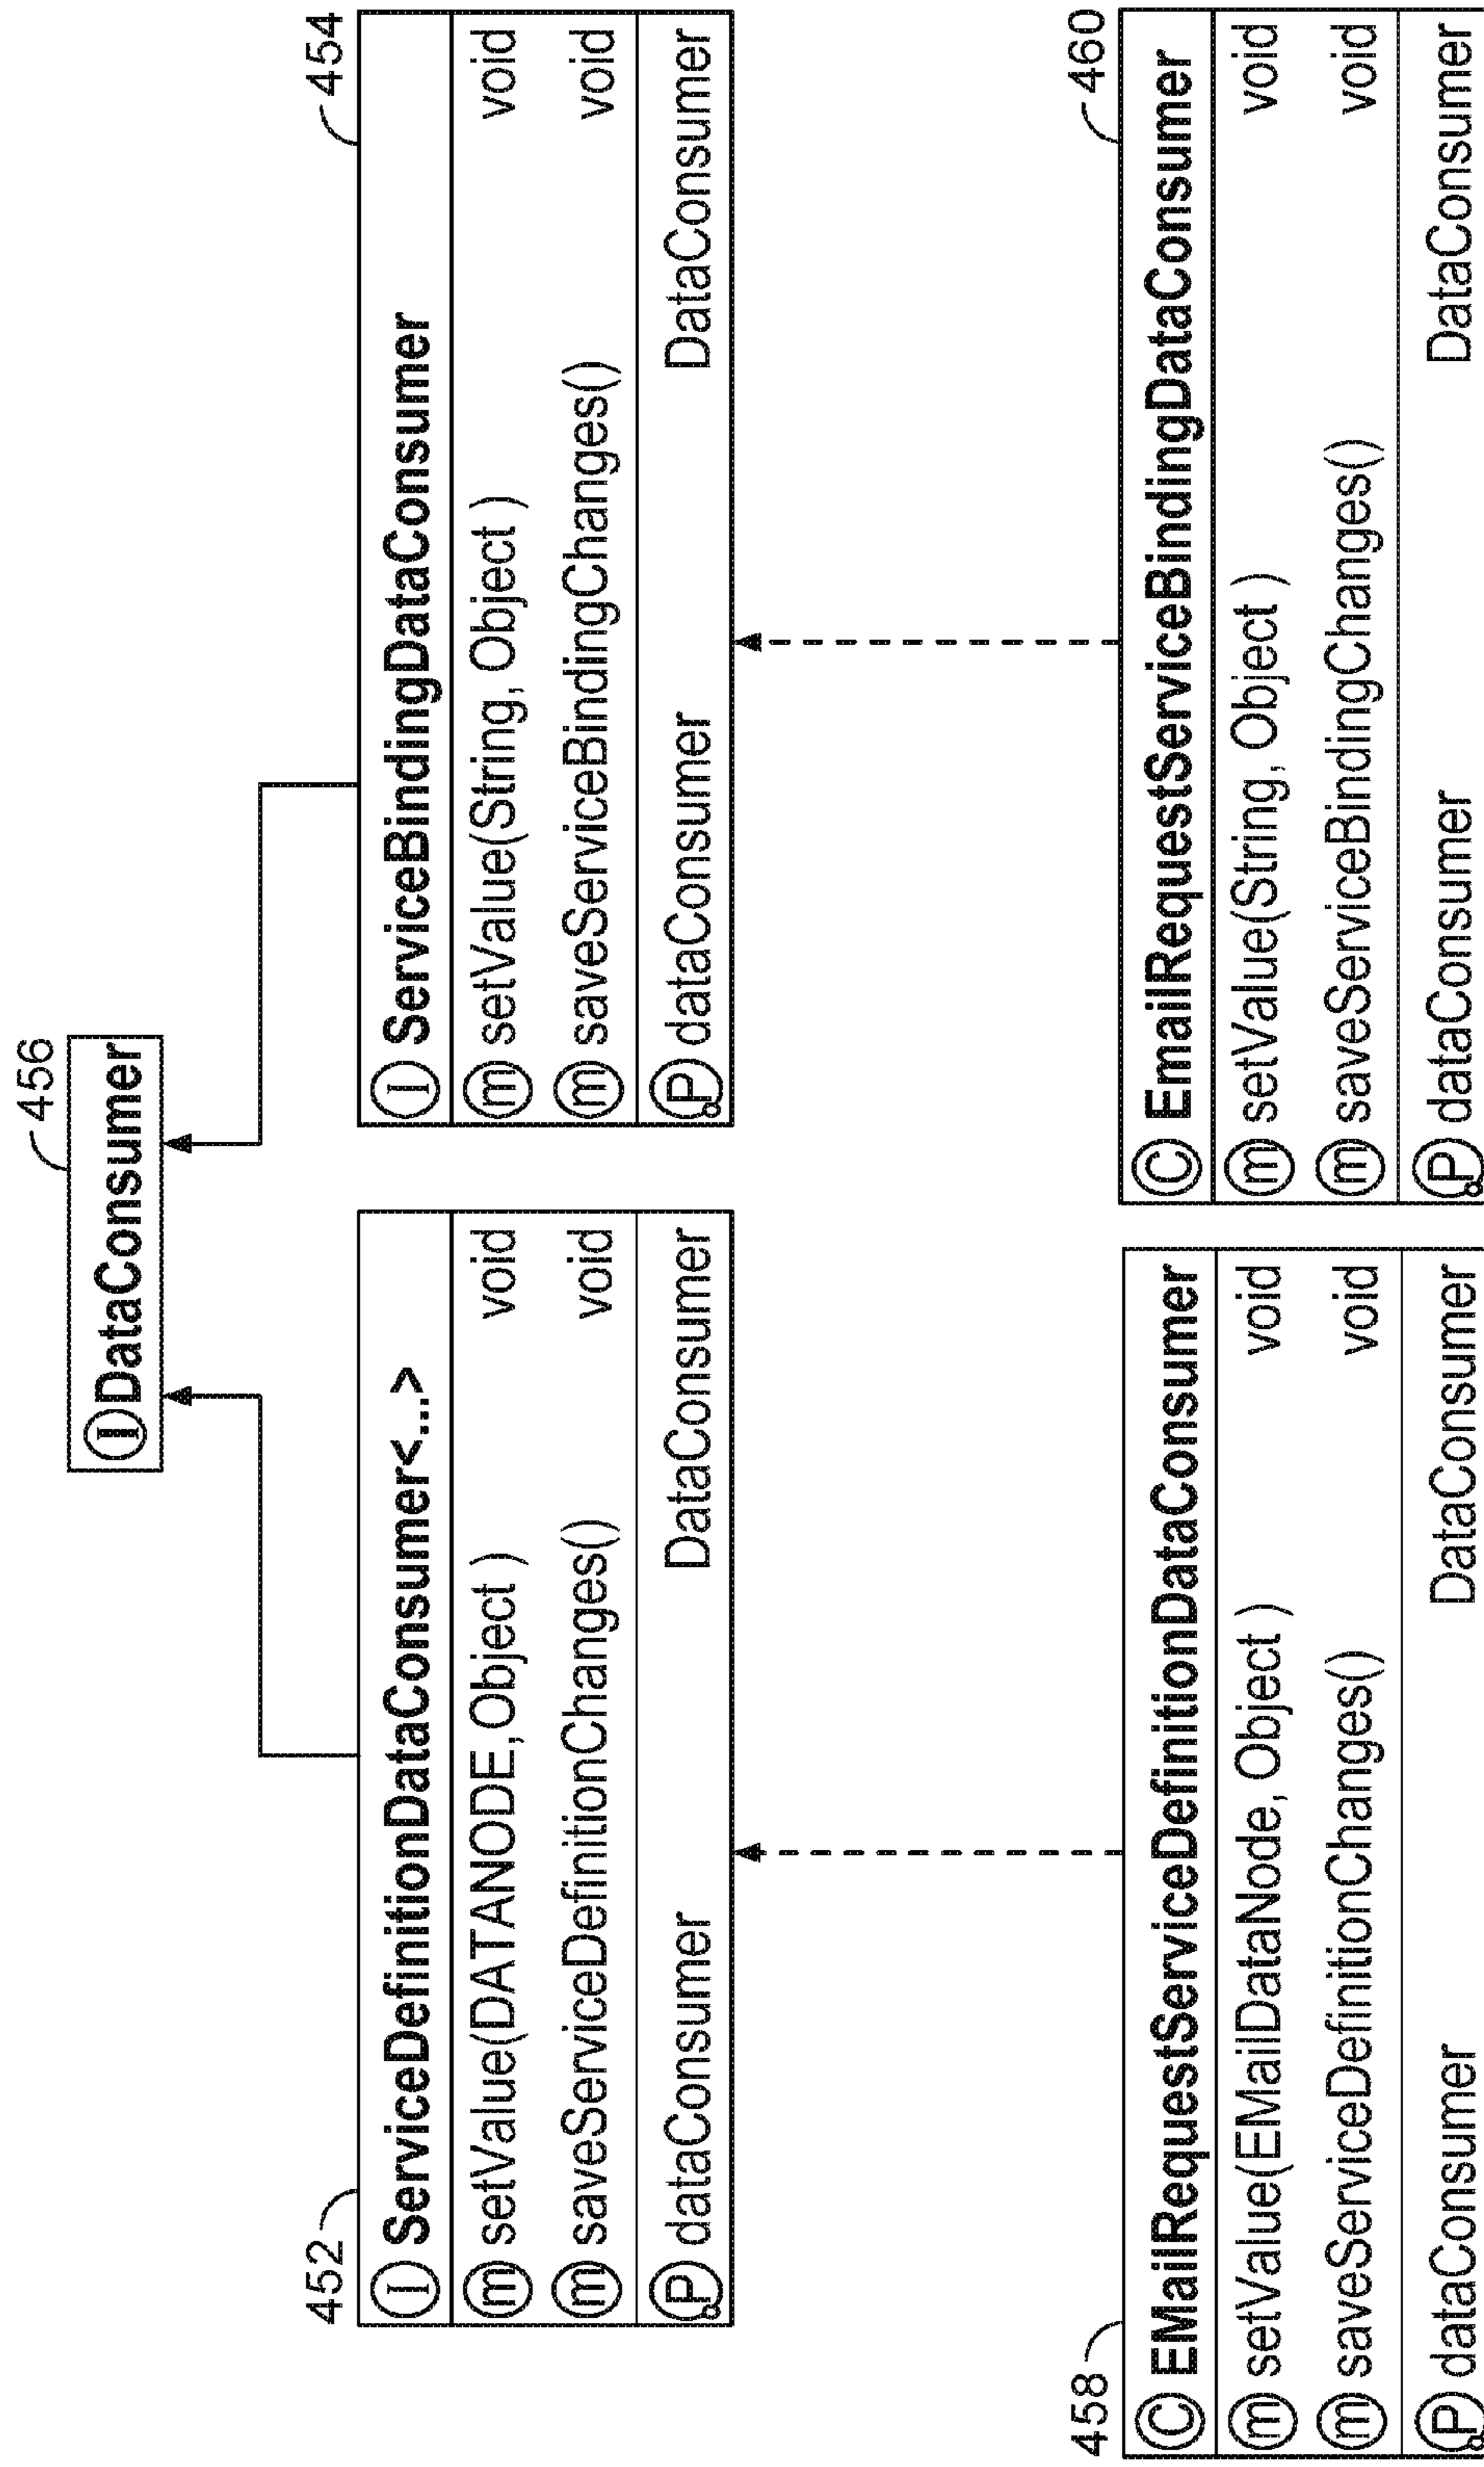 456
Ⓘ DataConsumer
452
Ⓘ ServiceDefinitionDataConsumer<...>
ⓜ setValue(DATANODE,Object ) void
ⓜ saveServiceDefinitionChanges() void
Ⓟ dataConsumer DataConsumer
454
Ⓘ ServiceBindingDataConsumer
ⓜ setValue(String, Object ) void
ⓜ saveServiceBindingChanges() void
Ⓟ dataConsumer DataConsumer
458
Ⓒ EMailRequestServiceDefinitionDataConsumer
ⓜ setValue(EMailDataNode, Object ) void
ⓜ saveServiceDefinitionChanges() void
Ⓟ dataConsumer DataConsumer
460
Ⓒ EmailRequestServiceBindingDataConsumer
ⓜ setValue(String, Object ) void
ⓜ saveServiceBindingChanges() void
Ⓟ dataConsumer DataConsumer